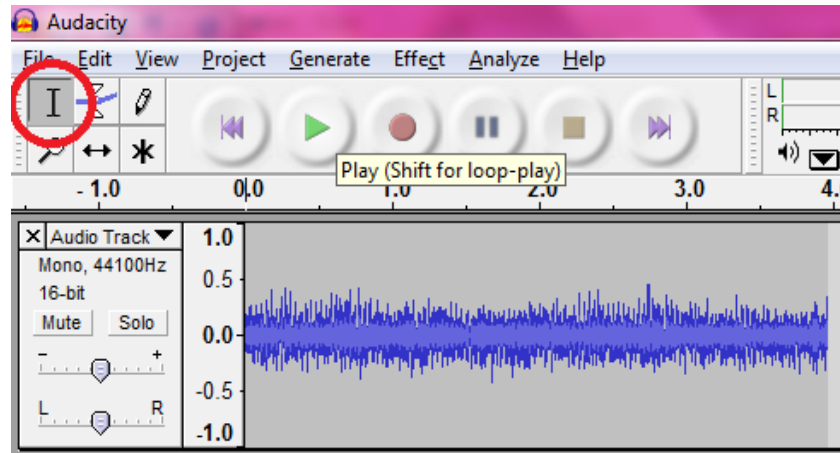 Audacity
File Edit View Project Generate Effect Analyze Help
L
R
Play (Shift for loop-play)
- 1.0 0.0 1.0 2.0 3.0 4.
X Audio Track 1.0
Mono, 44100Hz
16-bit
0.5
Mute Solo
0.0
- +
-0.5
L R
-1.0